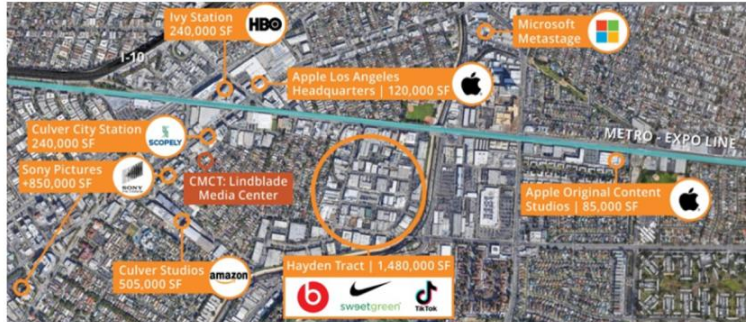 Ivy Station
240,000 SF
HBO
Microsoft
Metastage
I-10
Apple Los Angeles
Headquarters | 120,000 SF
Culver City Station
240,000 SF
SCOPELY
METRO - EXPO LINE
Sony Pictures
+850,000 SF
SONY
CMCT: Lindblade
Media Center
Apple Original Content
Studios | 85,000 SF
Culver Studios
505,000 SF
amazon
Hayden Tract | 1,480,000 SF
b
sweetgreen
TikTok